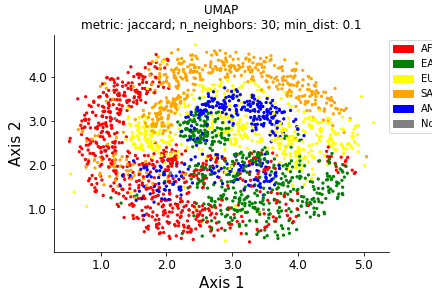 UMAP
metric: jaccard; n_neighbors: 30; min_dist: 0.1
Axis 2
4.0
3.0
2.0
1.0
1.0 2.0 3.0 4.0 5.0
Axis 1
AF
EA
EU
SA
AM